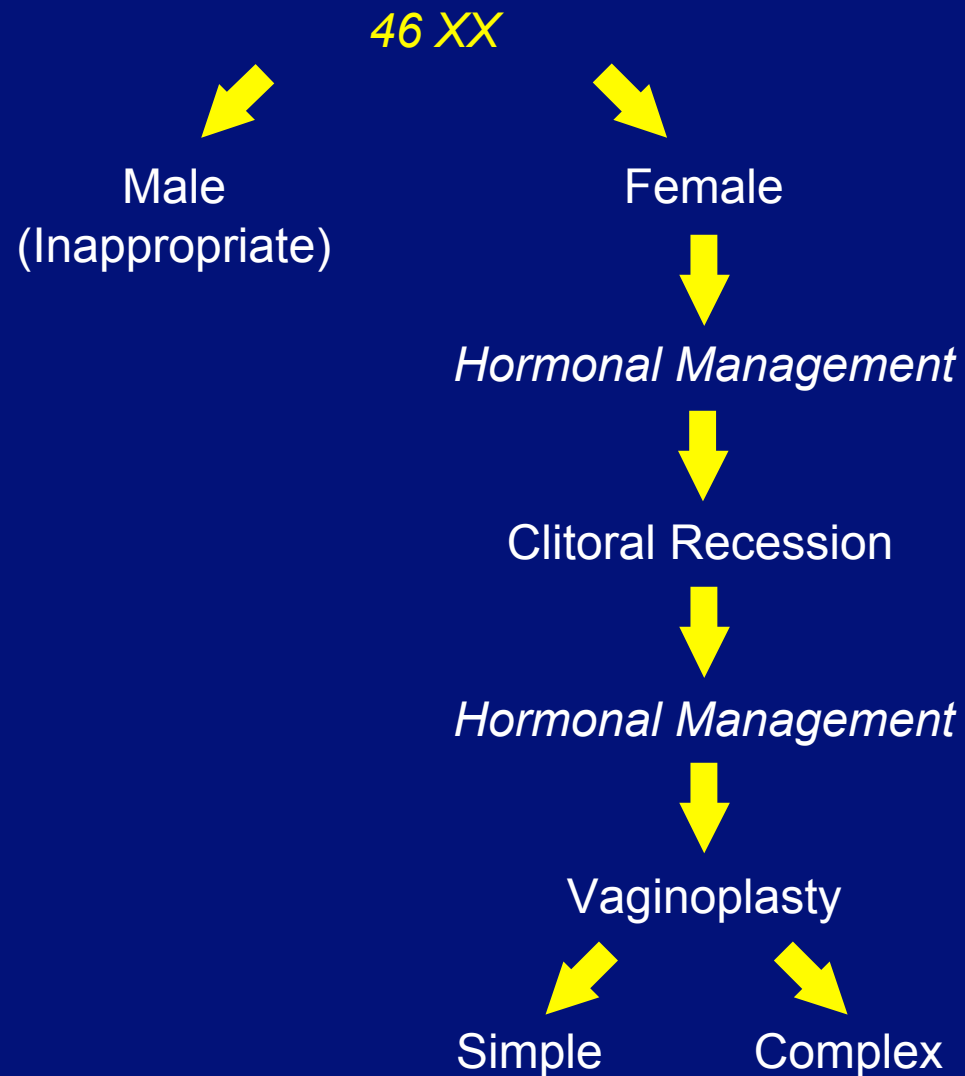 46 XX
Male
(Inappropriate)
Female
Hormonal Management
Clitoral Recession
Hormonal Management
Vaginoplasty
Simple
Complex